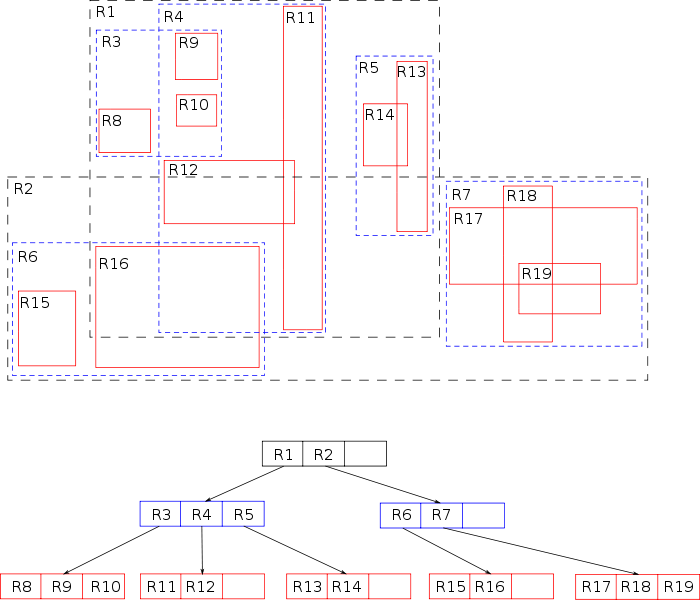 R1
R4
R11
R3
R9
R5
R13
R10
R14
R8
R12
R2
R7
R18
R17
R6
R16
R19
R15
R1 R2
R3 R4 R5
R6 R7
R8 R9 R10
R11 R12
R13 R14
R15 R16
R17 R18 R19